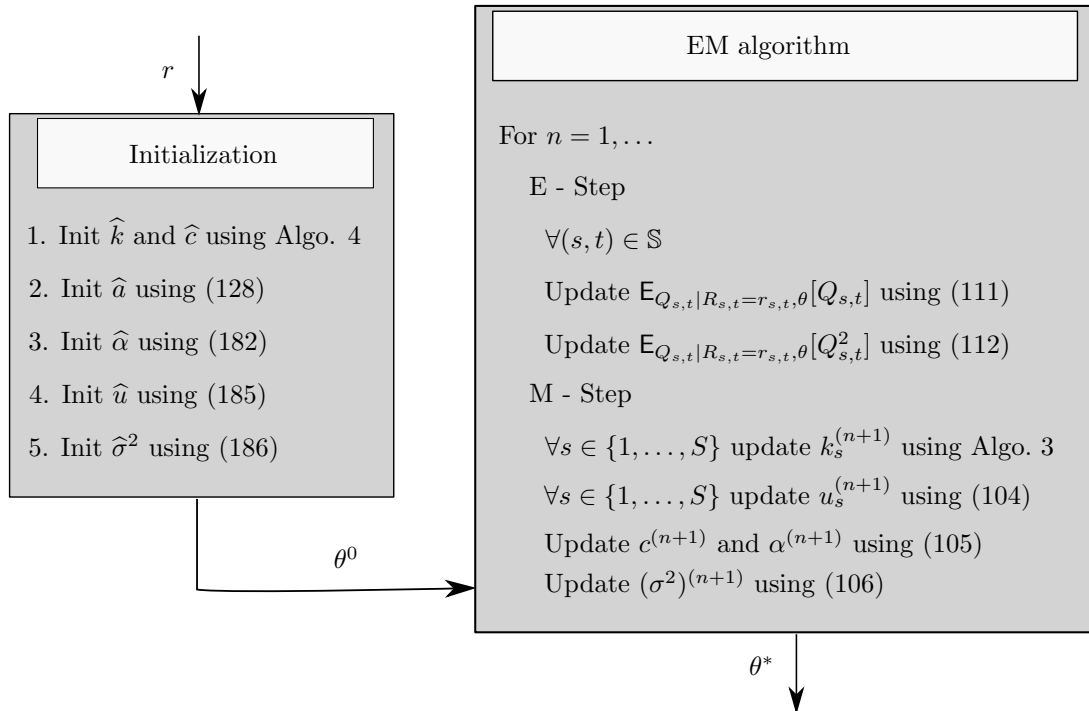 r
Initialization
1. Init k̂ and ĉ using Algo. 4
2. Init â using (128)
3. Init α̂ using (182)
4. Init û using (185)
5. Init σ̂² using (186)
θ⁰
EM algorithm
For n = 1, …
E - Step
∀(s, t) ∈ 𝕊
Update E_{Q_{s,t}|R_{s,t}=r_{s,t},θ}[Q_{s,t}] using (111)
Update E_{Q_{s,t}|R_{s,t}=r_{s,t},θ}[Q²_{s,t}] using (112)
M - Step
∀s ∈ {1, …, S} update k_s^{(n+1)} using Algo. 3
∀s ∈ {1, …, S} update u_s^{(n+1)} using (104)
Update c^{(n+1)} and α^{(n+1)} using (105)
Update (σ²)^{(n+1)} using (106)
θ*